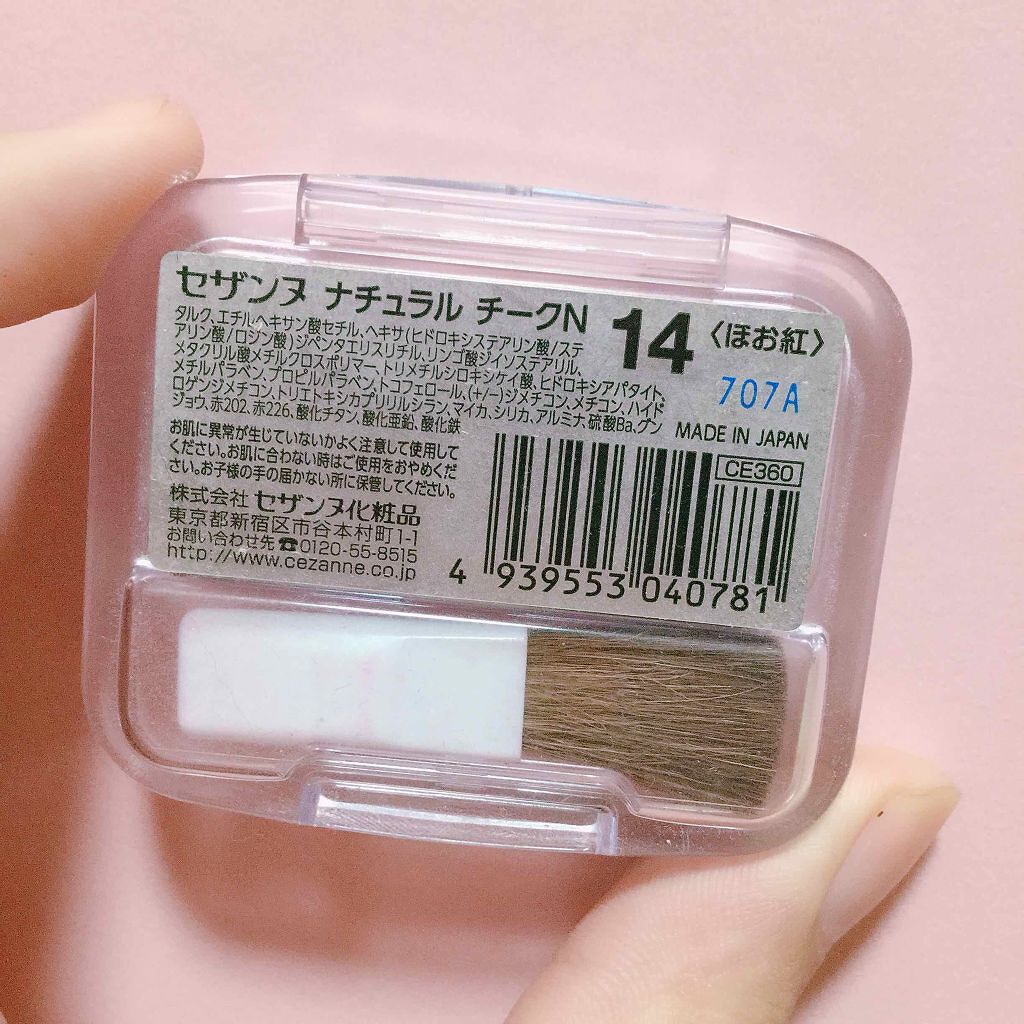 セザンヌ ナチュラル チークN
14 〈ほお紅〉
タルク、エチルヘキサン酸セチル、ヘキサ(ヒドロキシステアリン酸/ステ
アリン酸/ロジン酸)ジペンタエリスリチル、リンゴ酸ジイソステアリル、
メタクリル酸メチルクロスポリマー、トリメチルシロキシケイ酸、ヒドロキシアパタイト、
メチルパラベン、プロピルパラベン、トコフェロール、(+/-)ジメチコン、メチコン、ハイド
ロゲンジメチコン、トリエトキシカプリリルシラン、マイカ、シリカ、アルミナ、硫酸Ba、グン
ジョウ、赤202、赤226、酸化チタン、酸化亜鉛、酸化鉄
707A
MADE IN JAPAN
お肌に異常が生じていないかよく注意して使用して
ください。お肌に合わない時はご使用をおやめくだ
さい。お子様の手の届かない所に保管してください。
CE360
株式会社 セザンヌ化粧品
東京都新宿区市谷本村町1-1
お問い合わせ先☎0120-55-8515
http://www.cezanne.co.jp
4 939553 040781